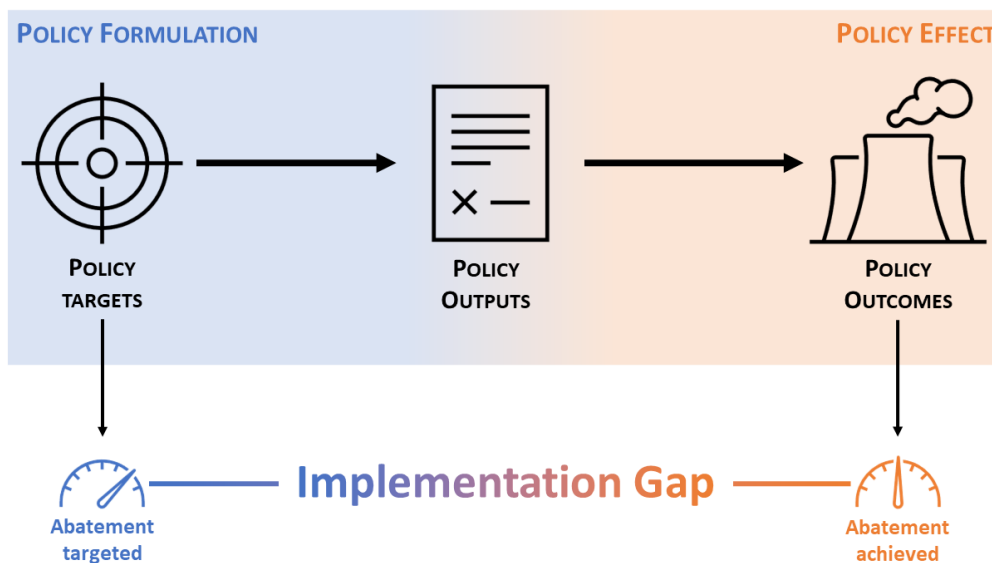 POLICY FORMULATION
POLICY EFFECT
POLICY
TARGETS
POLICY
OUTPUTS
POLICY
OUTCOMES
Implementation Gap
Abatement
targeted
Abatement
achieved